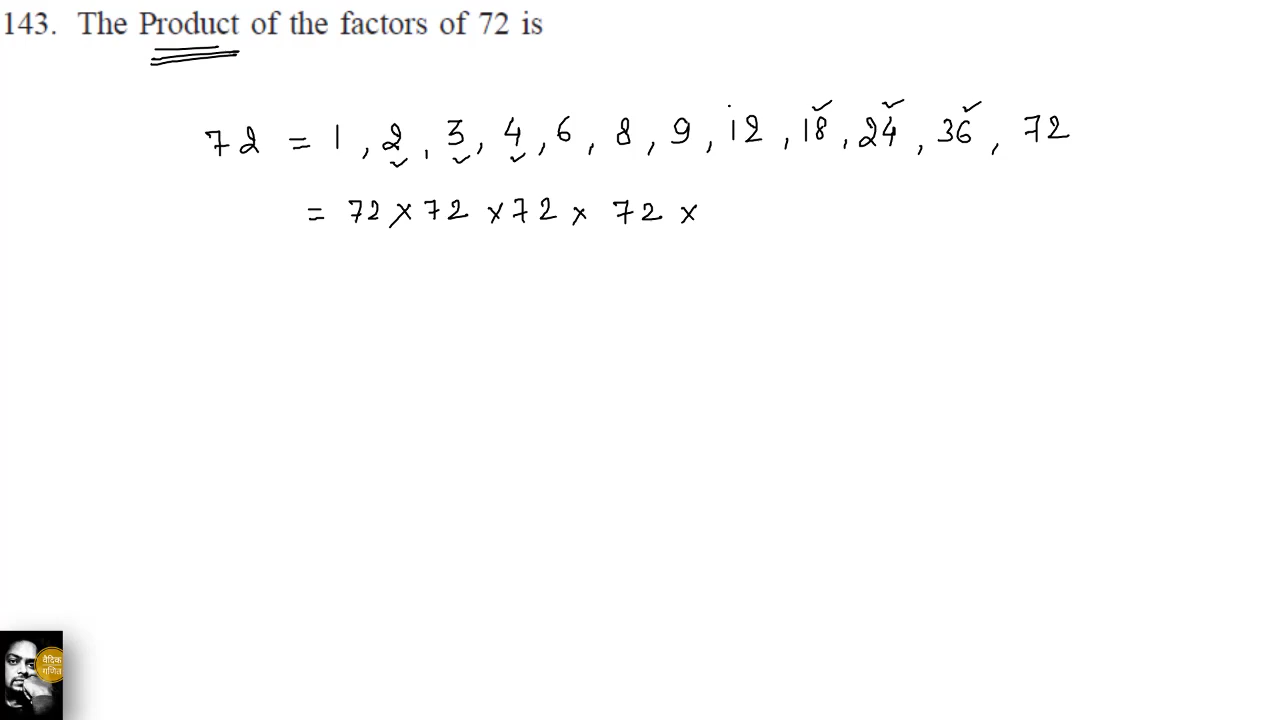 143. The Product of the factors of 72 is
72 = 1, 2, 3, 4, 6, 8, 9, 12, 18, 24, 36, 72
= 72 × 72 × 72 × 72 ×
वैदिक
गणित